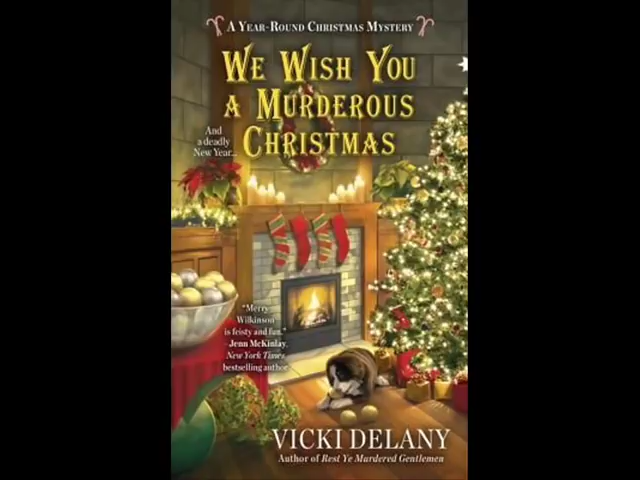 A Year-Round Christmas Mystery
We Wish You
a Murderous
Christmas
And
a deadly
New Year...
"Merry
Wilkinson
is feisty and fun."
—Jenn McKinlay,
New York Times
bestselling author
VICKI DELANY
Author of Rest Ye Murdered Gentlemen